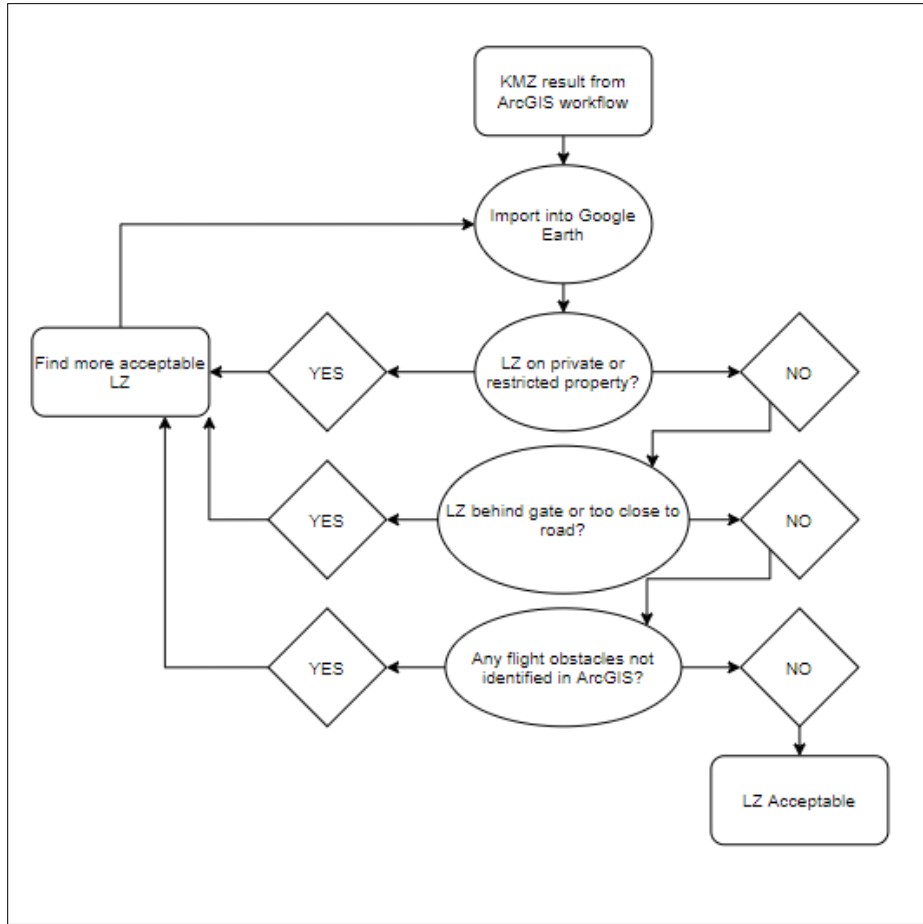 KMZ result from
ArcGIS workflow
Import into Google
Earth
Find more acceptable
LZ
YES
LZ on private or
restricted property?
NO
YES
LZ behind gate or too close to
road?
NO
YES
Any flight obstacles not
identified in ArcGIS?
NO
LZ Acceptable